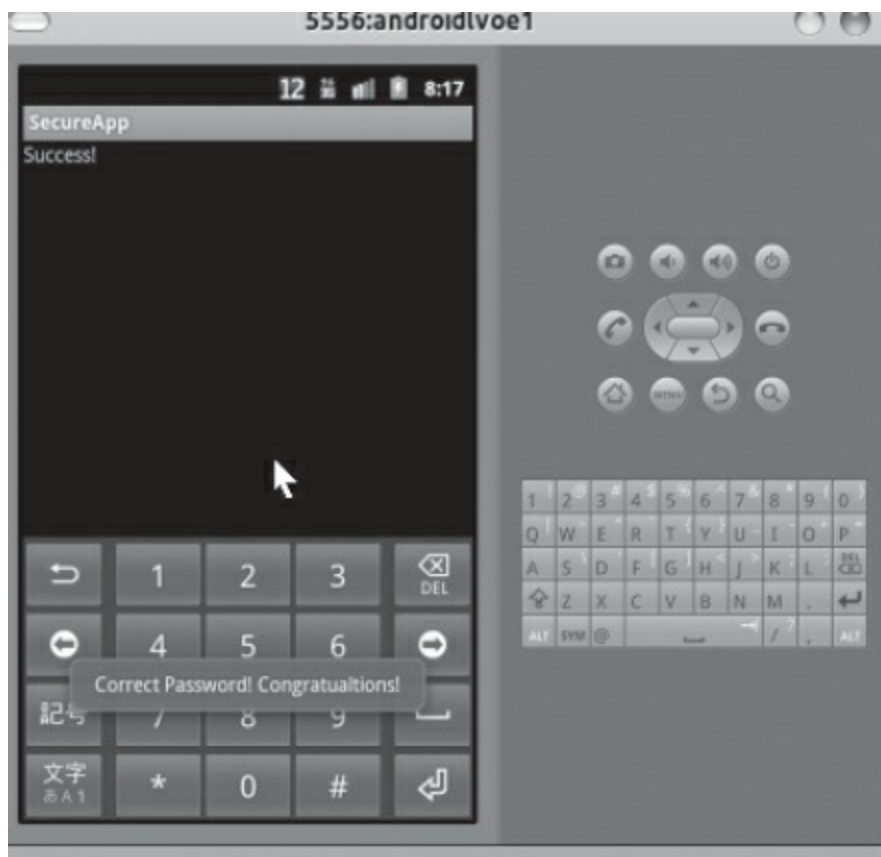 5556:androidlvoe1
12 3G 8:17
SecureApp
Success!
1 2 3 DEL
4 5 6
Correct Password! Congratualtions!
記号 7 8 9
文字 * 0 #
あA1
MENU
1 ! 2 @ 3 # 4 $ 5 % 6 ^ 7 & 8 * 9 ( 0 )
Q W E R T { Y } U I O P
A S D F [ G ] H < J > K L DEL
Z X C V B N M .
ALT SYM @ / ? , ALT